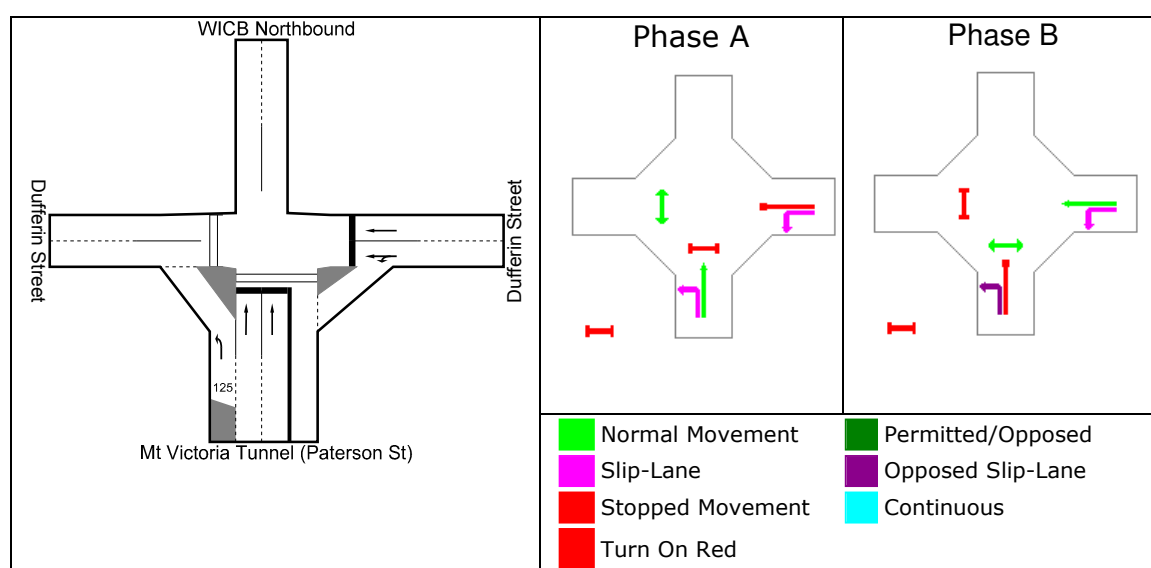 WICB Northbound
Dufferin Street
Dufferin Street
125
Mt Victoria Tunnel (Paterson St)
Phase A
Phase B
Normal Movement
Permitted/Opposed
Slip-Lane
Opposed Slip-Lane
Stopped Movement
Continuous
Turn On Red